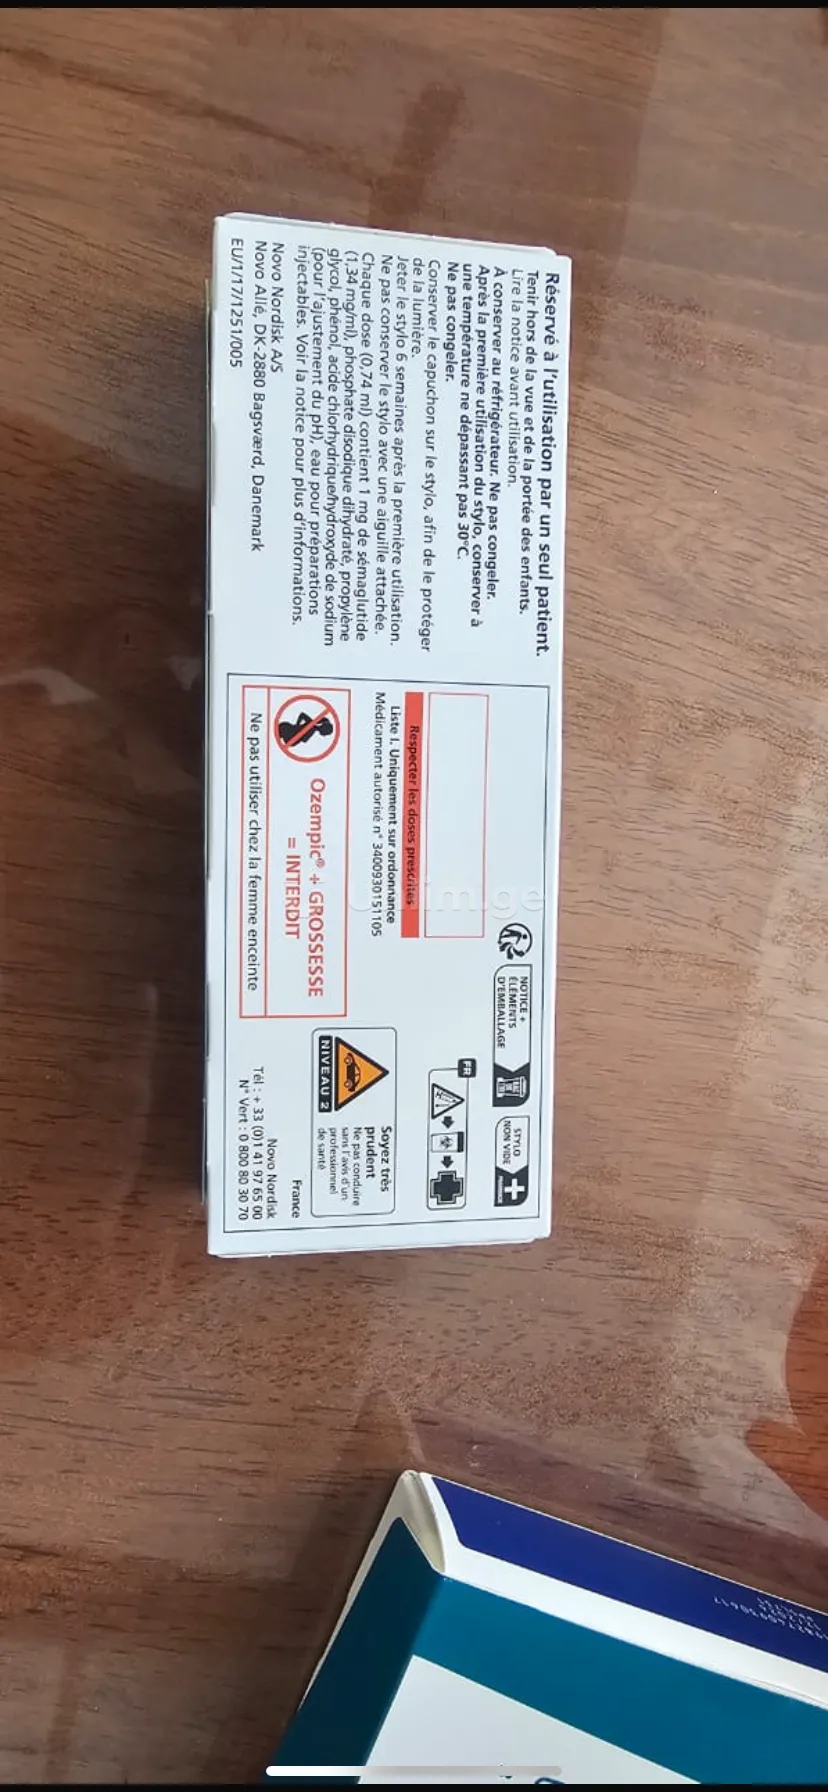 Réservé à l'utilisation par un seul patient.
Tenir hors de la vue et de la portée des enfants.
Lire la notice avant utilisation.
À conserver au réfrigérateur. Ne pas congeler.
Après la première utilisation du stylo, conserver à
une température ne dépassant pas 30°C.
Ne pas congeler.
Conserver le capuchon sur le stylo, afin de le protéger
de la lumière.
Jeter le stylo 6 semaines après la première utilisation.
Ne pas conserver le stylo avec une aiguille attachée.
Chaque dose (0,74 ml) contient 1 mg de sémaglutide
(1,34 mg/ml), phosphate disodique dihydraté, propylène
glycol, phénol, acide chlorhydrique/hydroxyde de sodium
(pour l'ajustement du pH), eau pour préparations
injectables. Voir la notice pour plus d'informations.
Novo Nordisk A/S
Novo Allé, DK-2880 Bagsværd, Danemark
EU/1/17/1251/005
Respecter les doses prescrites
Liste I. Uniquement sur ordonnance
Médicament autorisé n° 3400930151105
Ozempic® + GROSSESSE
= INTERDIT
Ne pas utiliser chez la femme enceinte
NOTICE +
ÉLÉMENTS
D'EMBALLAGE
STYLO
NON VIDE
FR
NIVEAU 2
Soyez très
prudent
Ne pas conduire
sans l'avis d'un
professionnel
de santé
France
Novo Nordisk
Tél : + 33 (0)1 41 97 65 00
N° Vert : 0 800 80 30 70